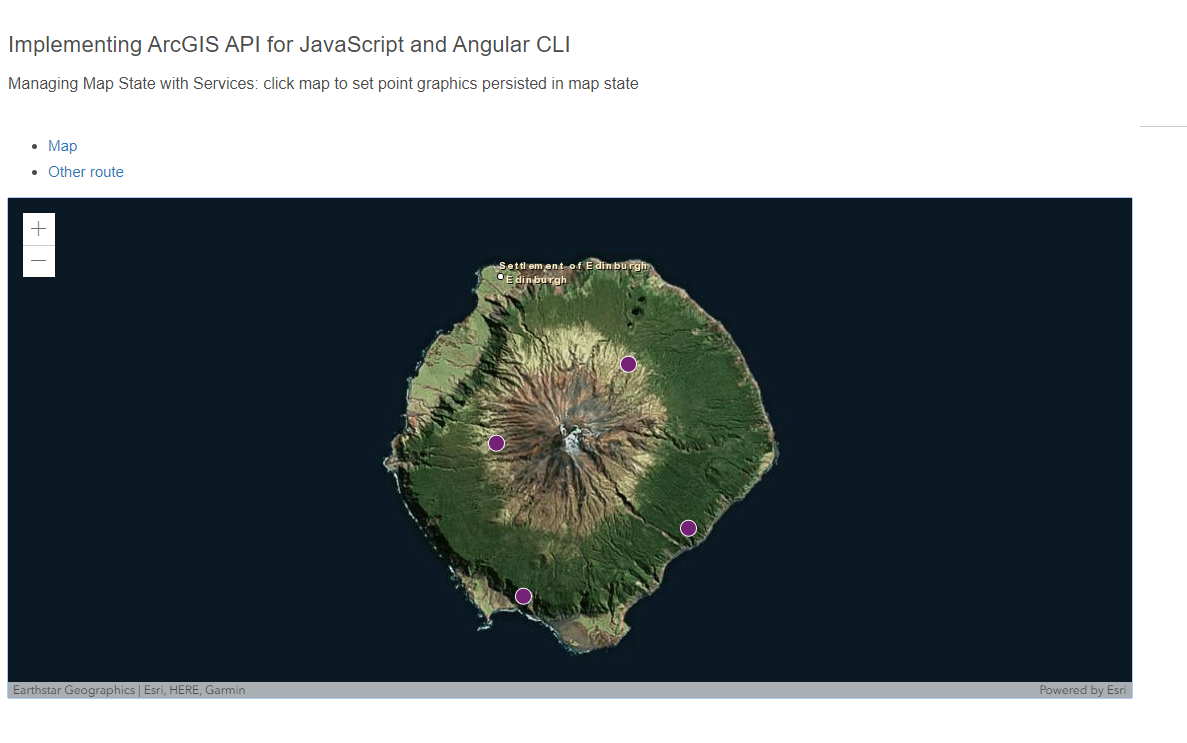 Implementing ArcGIS API for JavaScript and Angular CLI
Managing Map State with Services: click map to set point graphics persisted in map state
Map
Other route
Settlement of Edinburgh
Edinburgh
Earthstar Geographics | Esri, HERE, Garmin
Powered by Esri